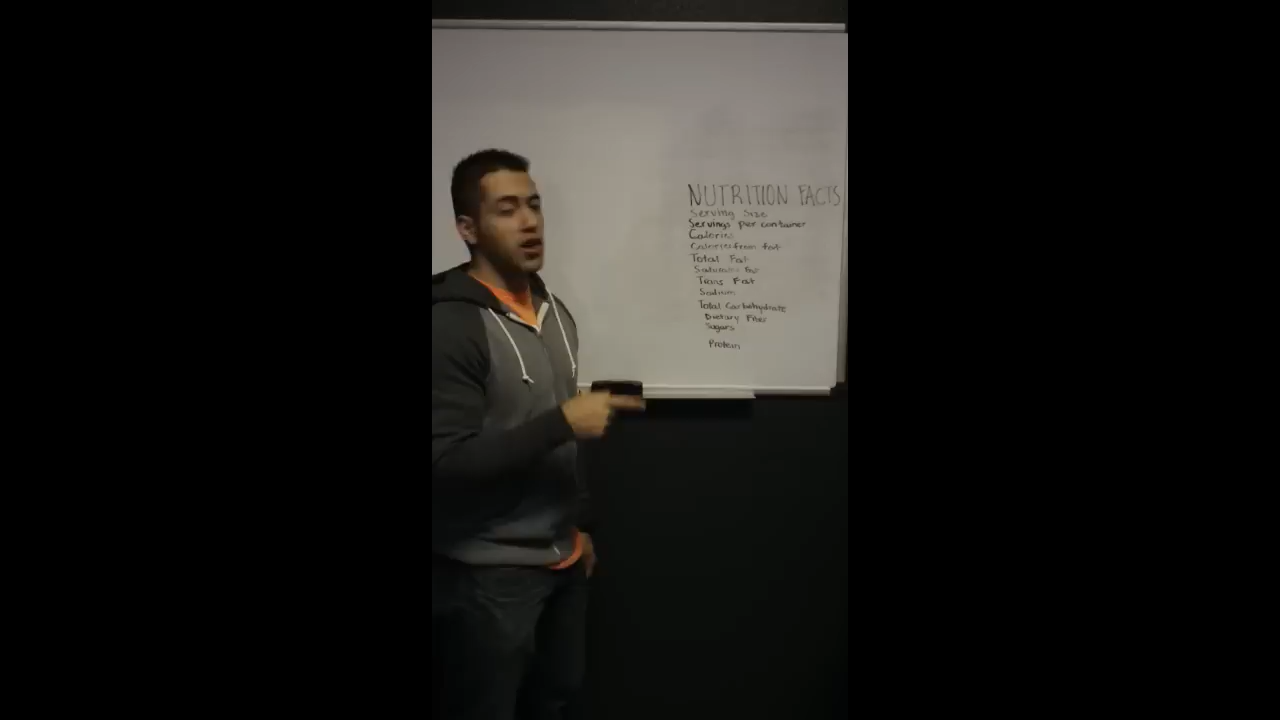 NUTRITION FACTS
Serving Size
Servings per container
Calories
Calories from fat
Total Fat
Saturated Fat
Trans Fat
Sodium
Total Carbohydrate
Dietary Fiber
Sugars
Protein